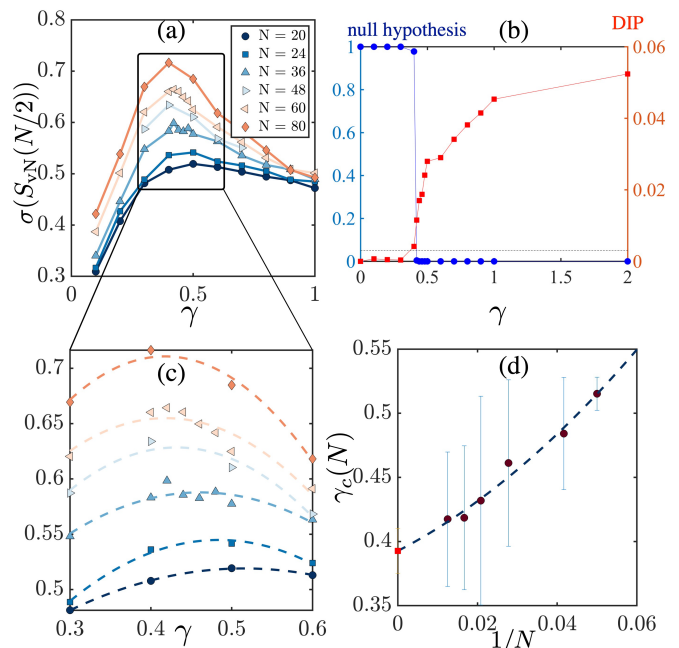 (a)
N = 20
N = 24
N = 36
N = 48
N = 60
N = 80
0.8
0.7
0.6
0.5
0.4
0.3
0
0.5
1
σ(S_vN(N/2))
γ
null hypothesis
(b)
DIP
1
0.8
0.6
0.4
0.2
0
0.06
0.04
0.02
0
0
0.5
1
1.5
2
γ
(c)
0.7
0.65
0.6
0.55
0.5
0.3
0.4
0.5
0.6
γ
(d)
0.55
0.5
0.45
0.35
0
0.02
0.04
0.06
γ_c(N)
1/N